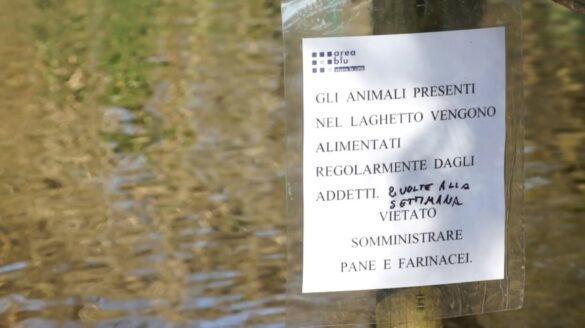 area
blu
GLI ANIMALI PRESENTI
NEL LAGHETTO VENGONO
ALIMENTATI
REGOLARMENTE DAGLI
ADDETTI. 2 VOLTE ALLA
SETTIMANA
VIETATO
SOMMINISTRARE
PANE E FARINACEI.